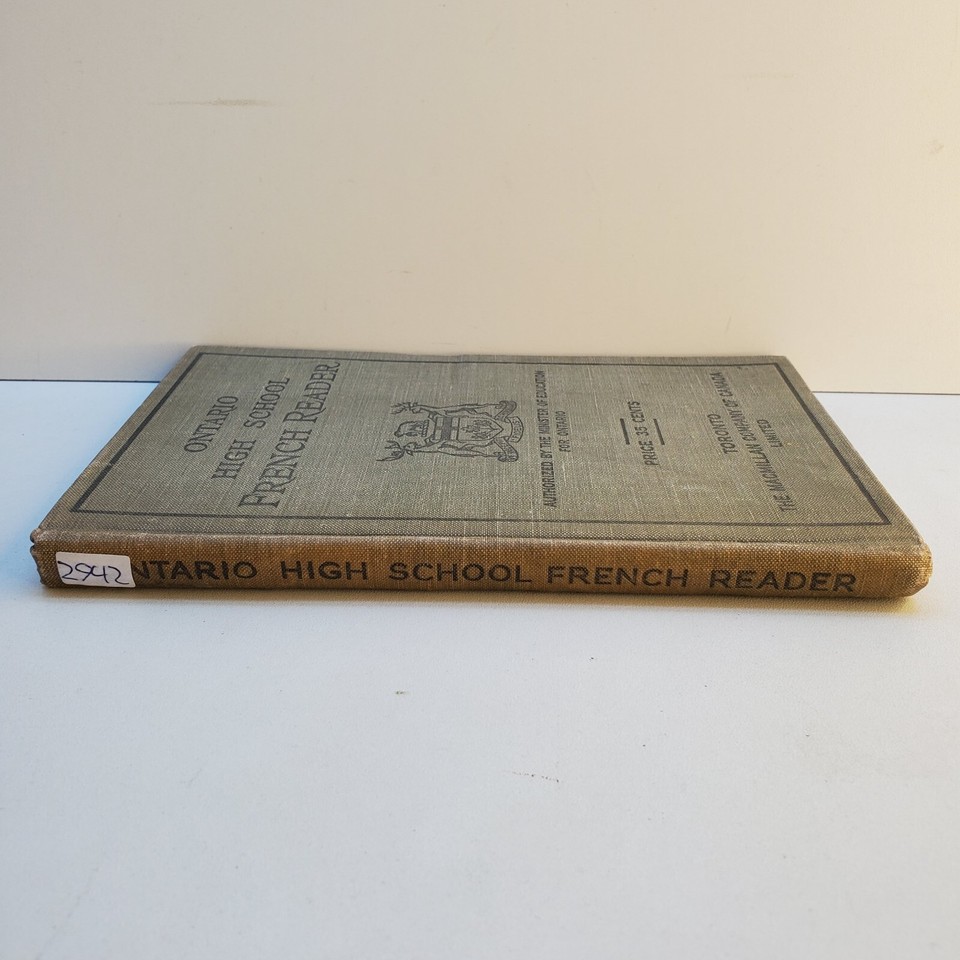 ONTARIO
HIGH SCHOOL
FRENCH READER
AUTHORIZED BY THE MINISTER OF EDUCATION
FOR ONTARIO
PRICE 35 CENTS
TORONTO
THE MACMILLAN COMPANY OF CANADA
LIMITED
2942 NTARIO HIGH SCHOOL FRENCH READER